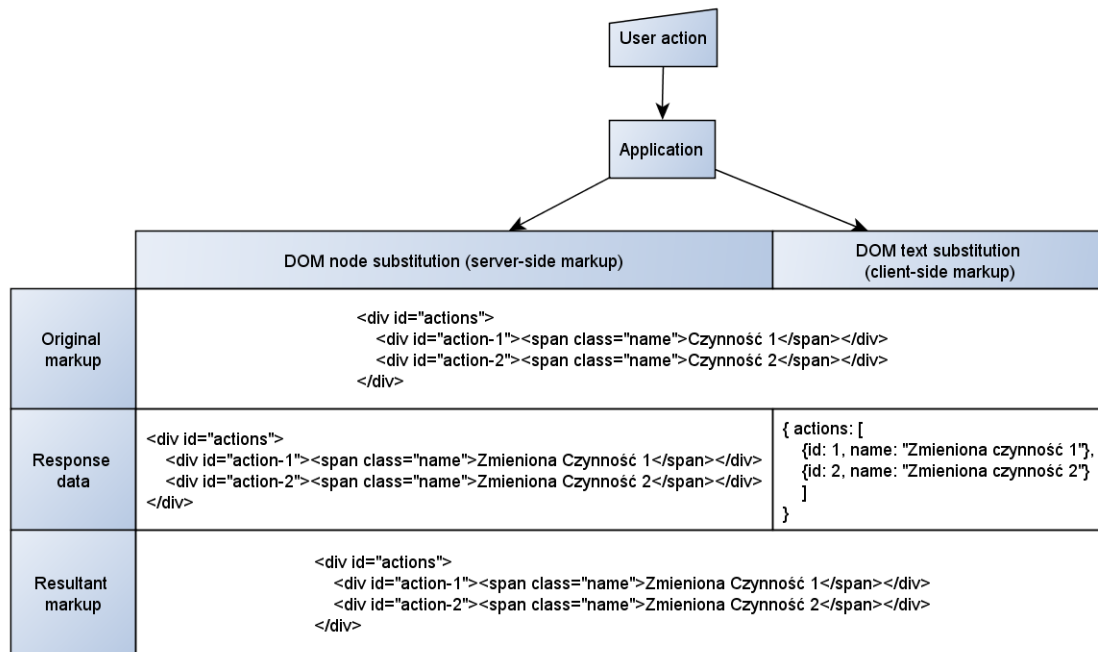 User action
Application
DOM node substitution (server-side markup)
DOM text substitution
(client-side markup)
Original
markup
<div id="actions">
<div id="action-1"><span class="name">Czynność 1</span></div>
<div id="action-2"><span class="name">Czynność 2</span></div>
</div>
Response
data
<div id="actions">
<div id="action-1"><span class="name">Zmieniona Czynność 1</span></div>
<div id="action-2"><span class="name">Zmieniona Czynność 2</span></div>
</div>
{ actions: [
{id: 1, name: "Zmieniona czynność 1"},
{id: 2, name: "Zmieniona czynność 2"}
]
}
Resultant
markup
<div id="actions">
<div id="action-1"><span class="name">Zmieniona Czynność 1</span></div>
<div id="action-2"><span class="name">Zmieniona Czynność 2</span></div>
</div>